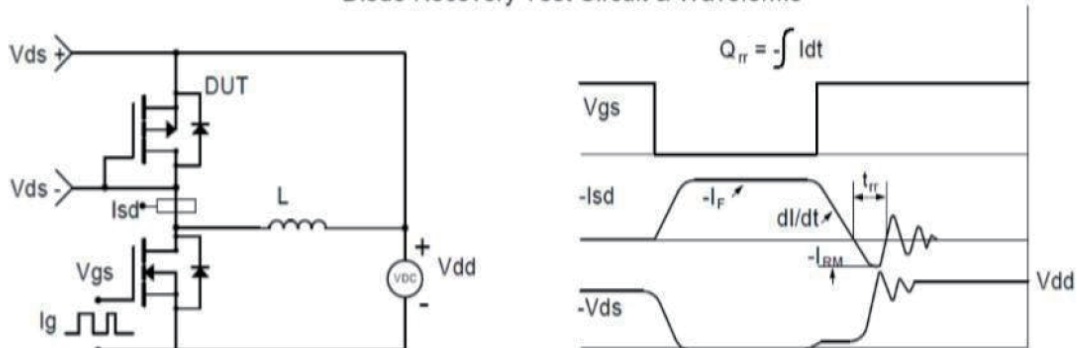 Diode Recovery Test Circuit & Waveforms
Vds +
DUT
Vds -
Isd
L
Vgs
Ig
+
VDC
-
Vdd
Qrr = -∫ Idt
Vgs
-Isd
-IF
dI/dt
trr
-IRM
Vdd
-Vds